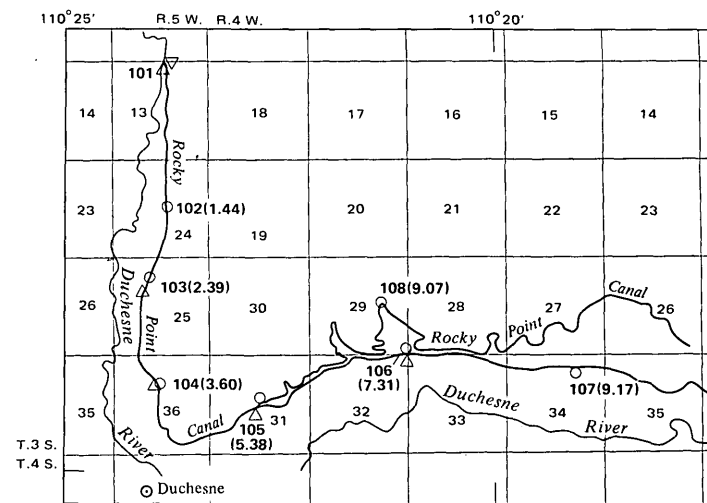 110°25' R.5 W. R.4 W. 110°20'
101
14 13 18 17 16 15 14
Rocky
102(1.44)
23 24 19 20 21 22 23
103(2.39)
Duchesne
Point
26 25 30 29 108(9.07) 28 27 Canal 26
Rocky Point
104(3.60)
106
(7.31)
107(9.17)
35 36 Canal 31 32 Duchesne 33 34 River 35
105
(5.38)
River
T.3 S.
T.4 S.
Duchesne